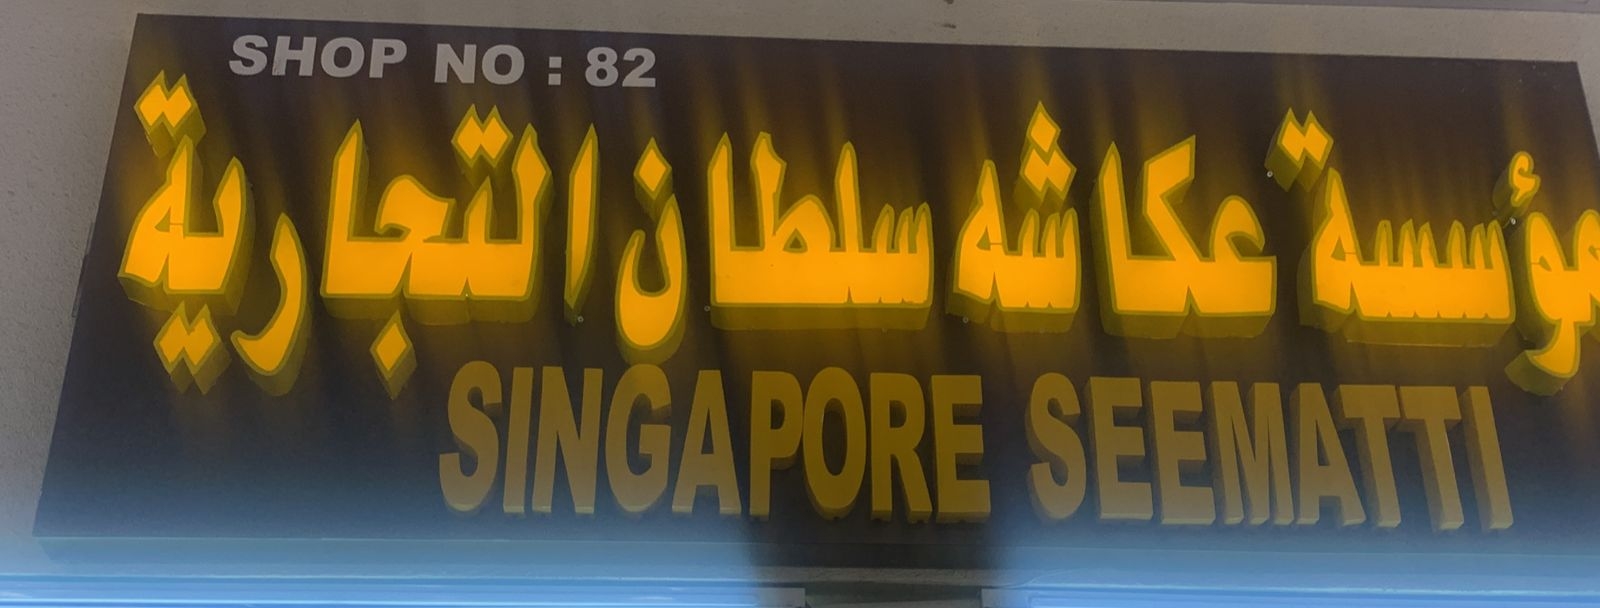 SHOP NO : 82
مؤسسة عكاشه سلطان التجارية
SINGAPORE SEEMATTI